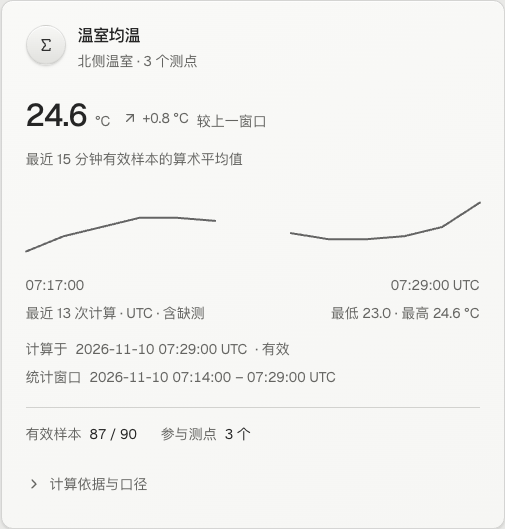 Σ
温室均温
北侧温室 · 3 个测点
24.6 °C ↗ +0.8 °C 较上一窗口
最近 15 分钟有效样本的算术平均值
07:17:00 07:29:00 UTC
最近 13 次计算 · UTC · 含缺测 最低 23.0 · 最高 24.6 °C
计算于 2026-11-10 07:29:00 UTC · 有效
统计窗口 2026-11-10 07:14:00 – 07:29:00 UTC
有效样本 87 / 90 参与测点 3 个
计算依据与口径